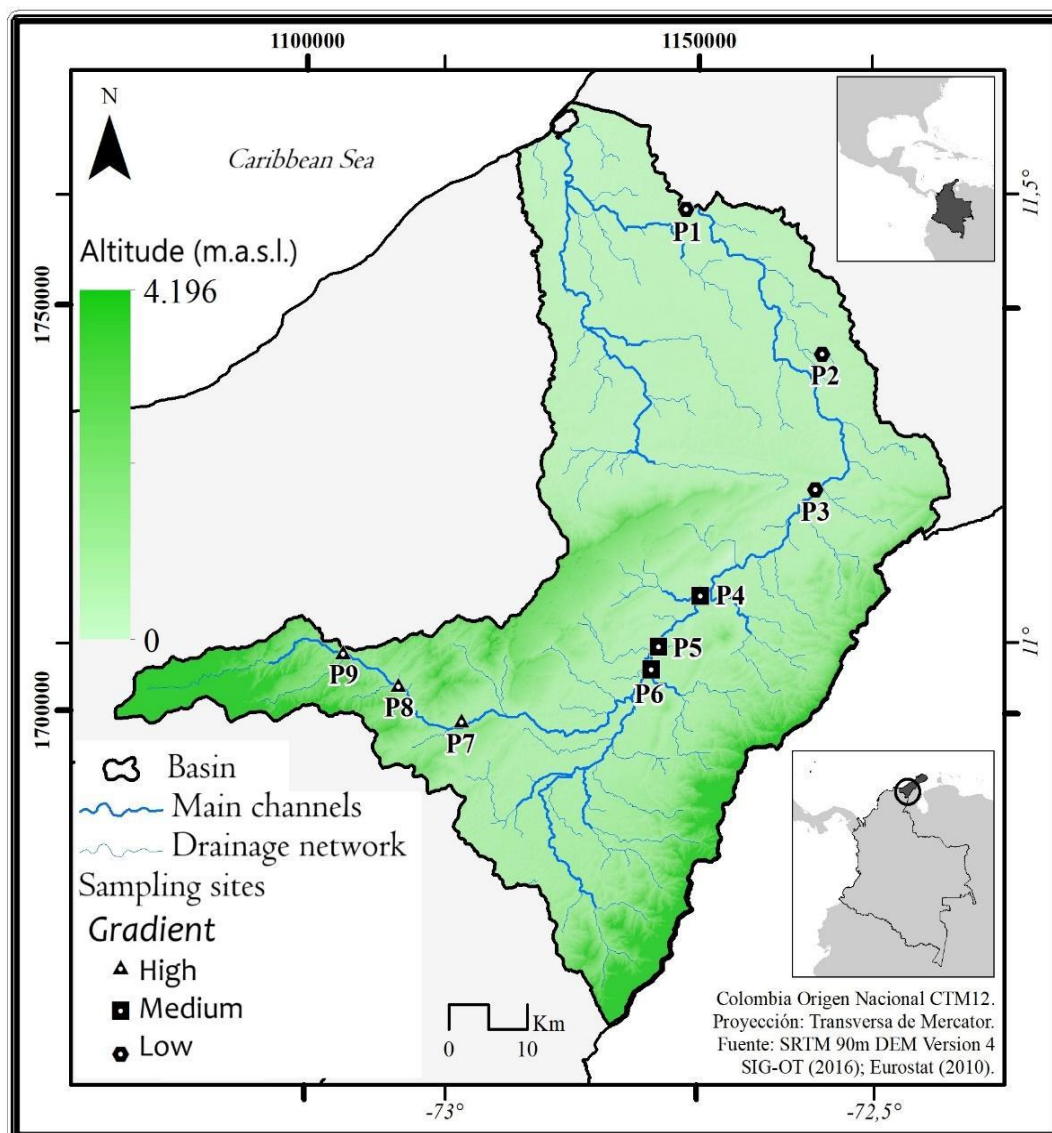 1100000
1150000
N
Caribbean Sea
11,5°
Altitude (m.a.s.l.)
4.196
0
1750000
P1
P2
P3
P4
P5
P6
P7
P8
P9
11°
1700000
Basin
Main channels
Drainage network
Sampling sites
Gradient
High
Medium
Low
Km
0 10
Colombia Origen Nacional CTM12.
Proyección: Transversa de Mercator.
Fuente: SRTM 90m DEM Version 4
SIG-OT (2016); Eurostat (2010).
-73°
-72,5°